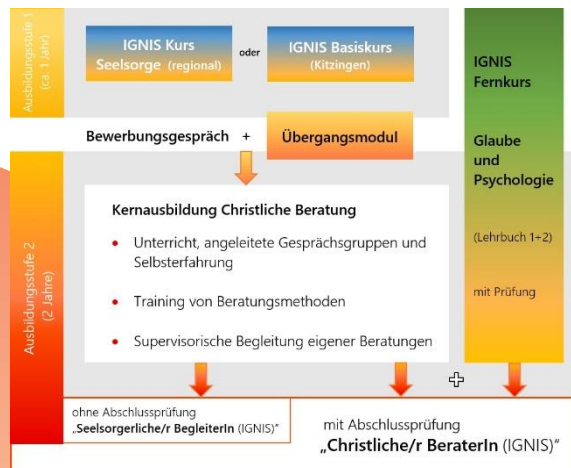 Ausbildungsstufe 1
(ca. 1 Jahr)
IGNIS Kurs
Seelsorge (regional)
oder
IGNIS Basiskurs
(Kitzingen)
Bewerbungsgespräch +
Übergangsmodul
Ausbildungsstufe 2
(2 Jahre)
Kernausbildung Christliche Beratung
• Unterricht, angeleitete Gesprächsgruppen und
Selbsterfahrung
• Training von Beratungsmethoden
• Supervisorische Begleitung eigener Beratungen
IGNIS
Fernkurs
Glaube
und
Psychologie
(Lehrbuch 1+2)
mit Prüfung
ohne Abschlussprüfung
„Seelsorgerliche/r BegleiterIn (IGNIS)“
mit Abschlussprüfung
„Christliche/r BeraterIn (IGNIS)“